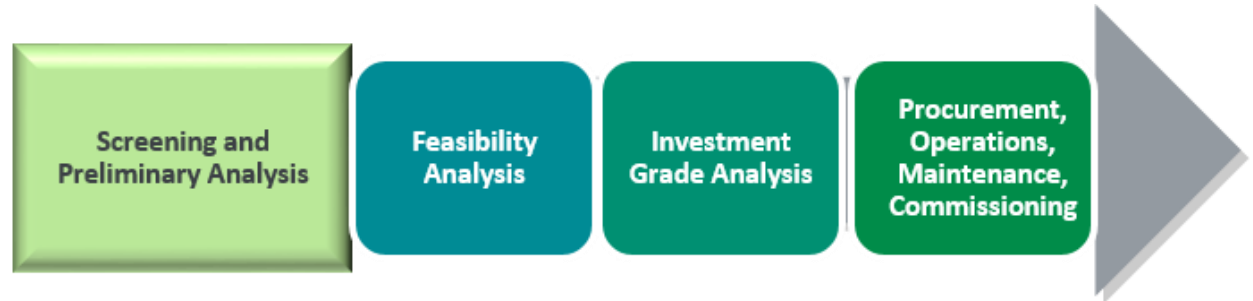 Screening and
Preliminary Analysis
Feasibility
Analysis
Investment
Grade Analysis
Procurement,
Operations,
Maintenance,
Commissioning